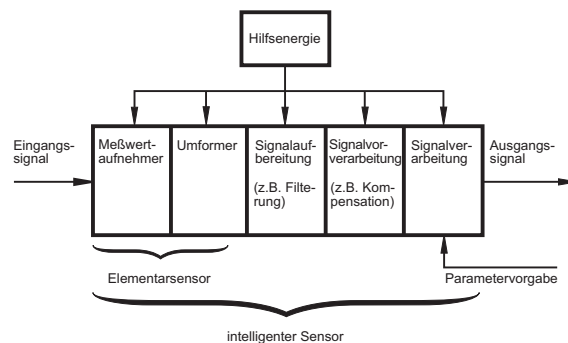 Hilfsenergie
Eingangs-
signal
Meßwert-
aufnehmer
Umformer
Signalauf-
bereitung
(z.B. Filte-
rung)
Signalvor-
verarbeitung
(z.B. Kom-
pensation)
Signalver-
arbeitung
Ausgangs-
signal
Elementarsensor
Parametervorgabe
intelligenter Sensor